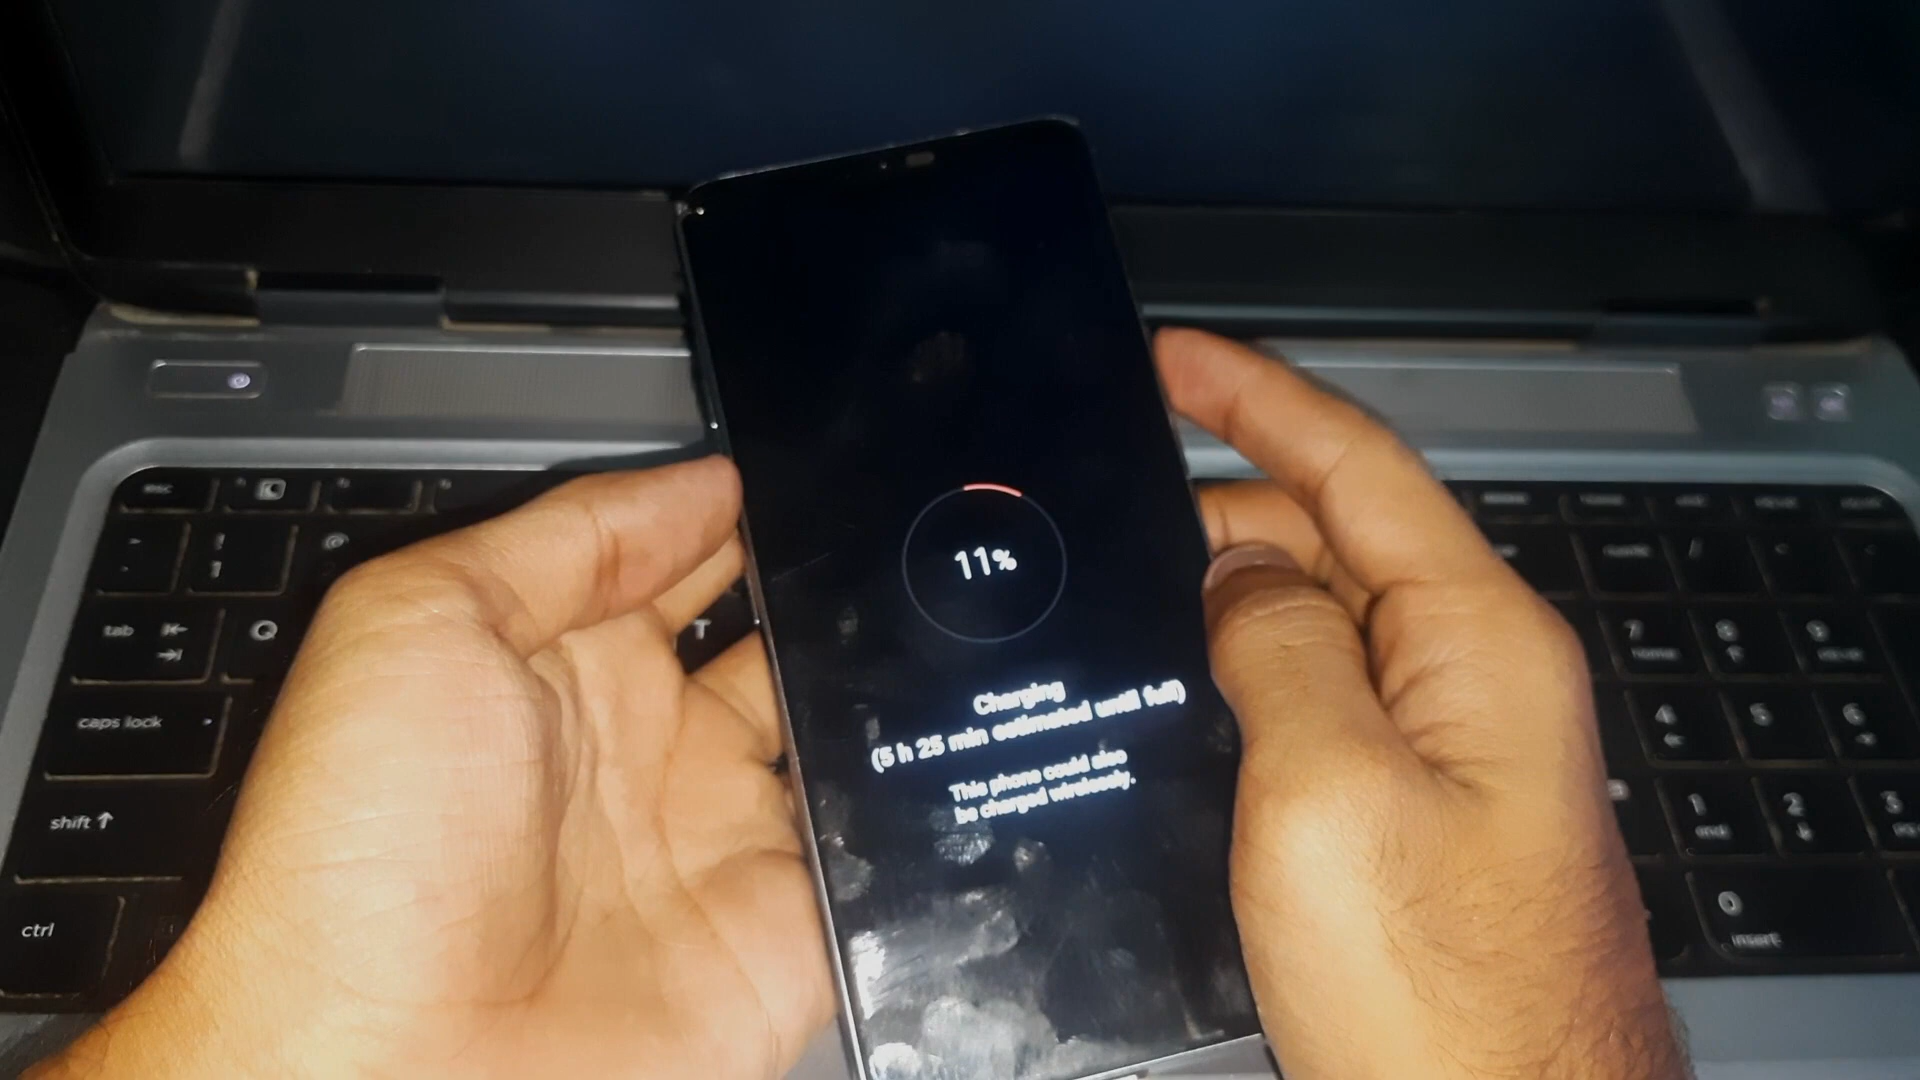 esc
tab
Q
T
caps lock
shift
ctrl
11%
Charging
(5 h 25 min estimated until full)
This phone could also
be charged wirelessly.
7
home
8
9
4
5
6
1
end
2
3
0
insert